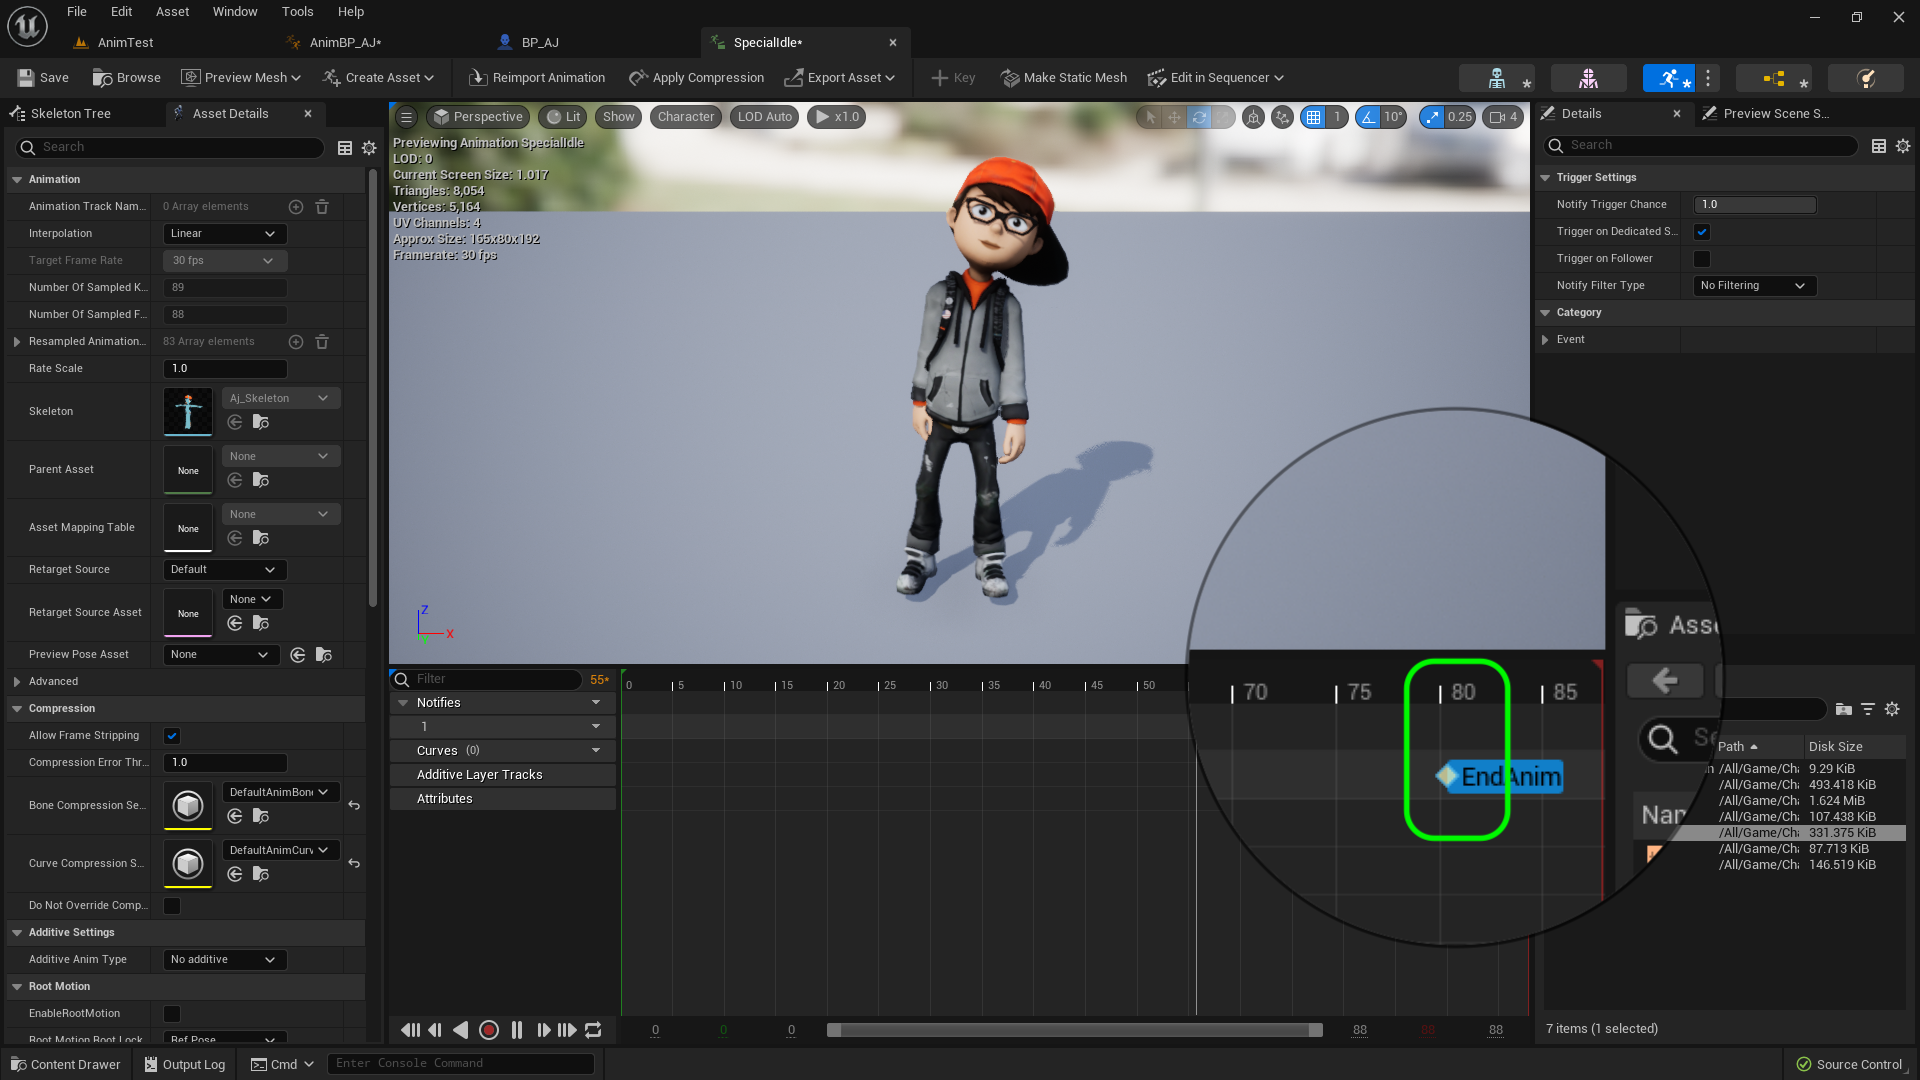 File Edit Asset Window Tools Help
AnimTest AnimBP_AJ* BP_AJ SpecialIdle*
Save Browse Preview Mesh Create Asset Reimport Animation Apply Compression Export Asset Key Make Static Mesh Edit in Sequencer
Skeleton Tree Asset Details
Search
Animation
Animation Track Nam... 0 Array elements
Interpolation Linear
Target Frame Rate 30 fps
Number Of Sampled K... 89
Number Of Sampled F... 88
Resampled Animation... 83 Array elements
Rate Scale 1.0
Skeleton Aj_Skeleton
Parent Asset None None
Asset Mapping Table None None
Retarget Source Default
Retarget Source Asset None None
Preview Pose Asset None
Advanced
Compression
Allow Frame Stripping
Compression Error Thr... 1.0
Bone Compression Se... DefaultAnimBon
Curve Compression S... DefaultAnimCurv
Do Not Override Comp...
Additive Settings
Additive Anim Type No additive
Root Motion
EnableRootMotion
Root Motion Root Lock Ref Pose
Perspective Lit Show Character LOD Auto x1.0 1 10° 0.25 4
Previewing Animation SpecialIdle
LOD: 0
Current Screen Size: 1.017
Triangles: 8,054
Vertices: 5,164
UV Channels: 4
Approx Size: 165x80x192
Framerate: 30 fps
Z
X
Y
Filter 55* 0 5 10 15 20 25 30 35 40 45 50
Notifies
1
Curves (0)
Additive Layer Tracks
Attributes
70 75 80 85
EndAnim
0 0 0 88 88 88
Details Preview Scene S...
Search
Trigger Settings
Notify Trigger Chance 1.0
Trigger on Dedicated S...
Trigger on Follower
Notify Filter Type No Filtering
Category
Event
Path Disk Size
/All/Game/Cha 9.29 KiB
/All/Game/Cha 493.418 KiB
/All/Game/Cha 1.624 MiB
/All/Game/Cha 107.438 KiB
/All/Game/Cha 331.375 KiB
/All/Game/Cha 87.713 KiB
/All/Game/Cha 146.519 KiB
7 items (1 selected)
Content Drawer Output Log Cmd Enter Console Command Source Control